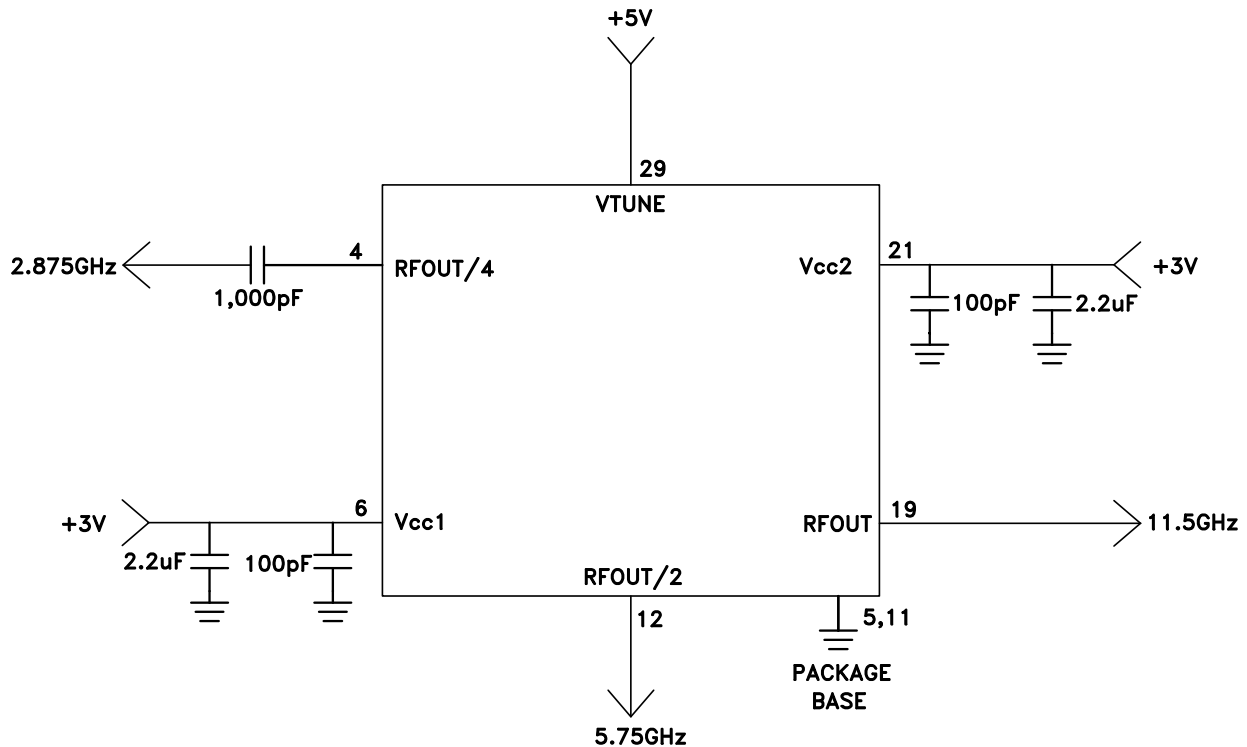 +5V
29
VTUNE
4
21
2.875GHz
RFOUT/4
Vcc2
+3V
1,000pF
100pF
2.2uF
6
19
+3V
Vcc1
RFOUT
11.5GHz
2.2uF
100pF
RFOUT/2
12
5,11
PACKAGE
BASE
5.75GHz